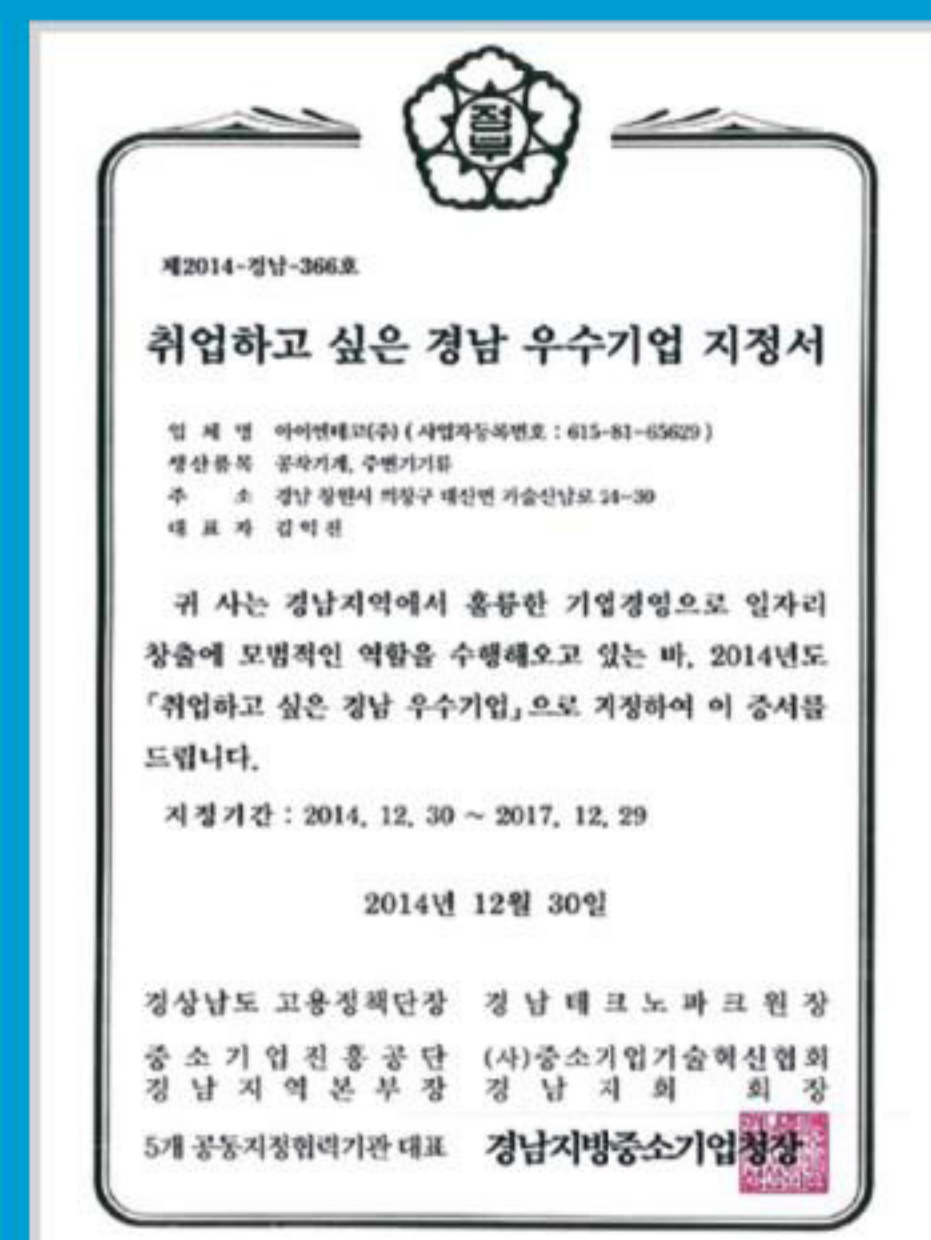 정부
제2014-경남-366호
취업하고 싶은 경남 우수기업 지정서
업 체 명 아이엔테코(주) ( 사업자등록번호 : 615-81-65629 )
생산품목 공작기계, 주변기기류
주 소 경남 창원시 의창구 대산면 가술산남로 24-30
대 표 자 김익진
귀 사는 경남지역에서 훌륭한 기업경영으로 일자리
창출에 모범적인 역할을 수행해오고 있는 바, 2014년도
「취업하고 싶은 경남 우수기업」으로 지정하여 이 증서를
드립니다.
지정기간 : 2014. 12. 30 ~ 2017. 12. 29
2014년 12월 30일
경상남도 고용정책단장 경남테크노파크원장
중소기업진흥공단 (사)중소기업기술혁신협회
경남지역본부장 경남지회 회장
5개 공동지정협력기관 대표 경남지방중소기업청장